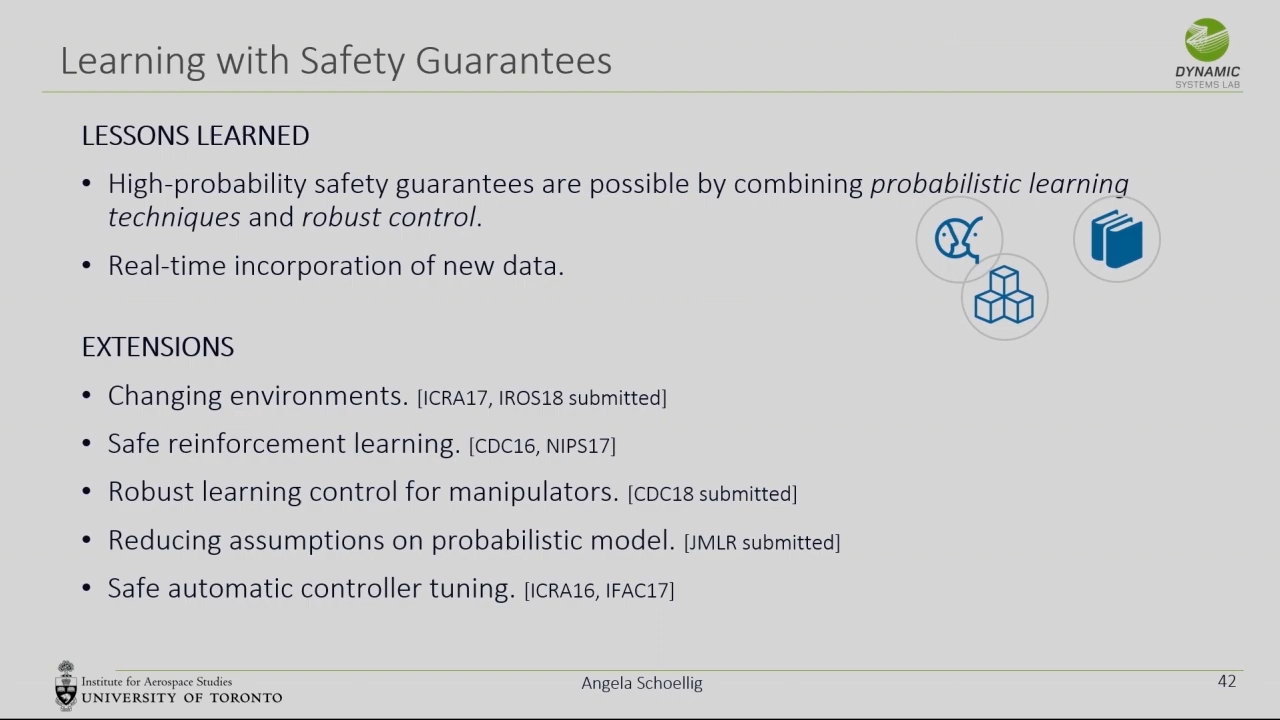 Learning with Safety Guarantees
DYNAMIC
SYSTEMS LAB
LESSONS LEARNED
• High-probability safety guarantees are possible by combining probabilistic learning
techniques and robust control.
• Real-time incorporation of new data.
EXTENSIONS
• Changing environments. [ICRA17, IROS18 submitted]
• Safe reinforcement learning. [CDC16, NIPS17]
• Robust learning control for manipulators. [CDC18 submitted]
• Reducing assumptions on probabilistic model. [JMLR submitted]
• Safe automatic controller tuning. [ICRA16, IFAC17]
Institute for Aerospace Studies
UNIVERSITY OF TORONTO
Angela Schoellig
42